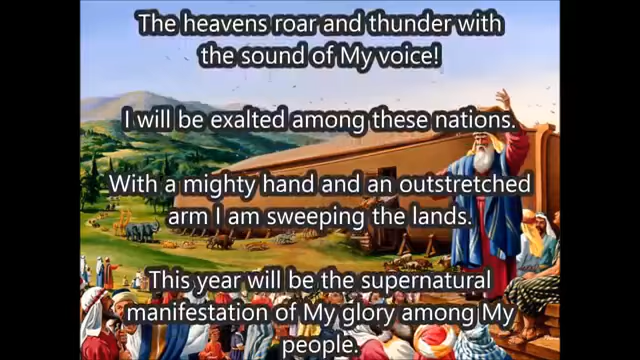 The heavens roar and thunder with
the sound of My voice!
I will be exalted among these nations.
With a mighty hand and an outstretched
arm I am sweeping the lands.
This year will be the supernatural
manifestation of My glory among My
people.